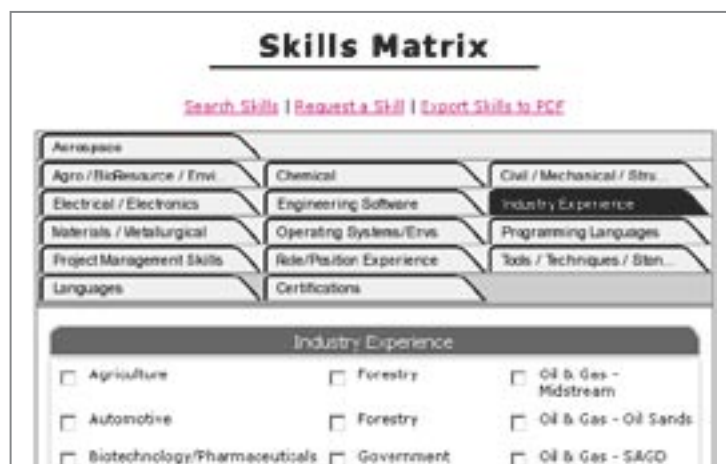 Skills Matrix
Search Skills | Request a Skill | Export Skills to PDF
Aerospace
Agro / BioResource / Envi... Chemical Civil / Mechanical / Stru...
Electrical / Electronics Engineering Software Industry Experience
Materials / Metallurgical Operating Systems/Envs Programming Languages
Project Management Skills Role/Position Experience Tools / Techniques / Stan...
Languages Certifications
Industry Experience
Agriculture Forestry Oil & Gas - Midstream
Automotive Forestry Oil & Gas - Oil Sands
Biotechnology/Pharmaceuticals Government Oil & Gas - SAGD